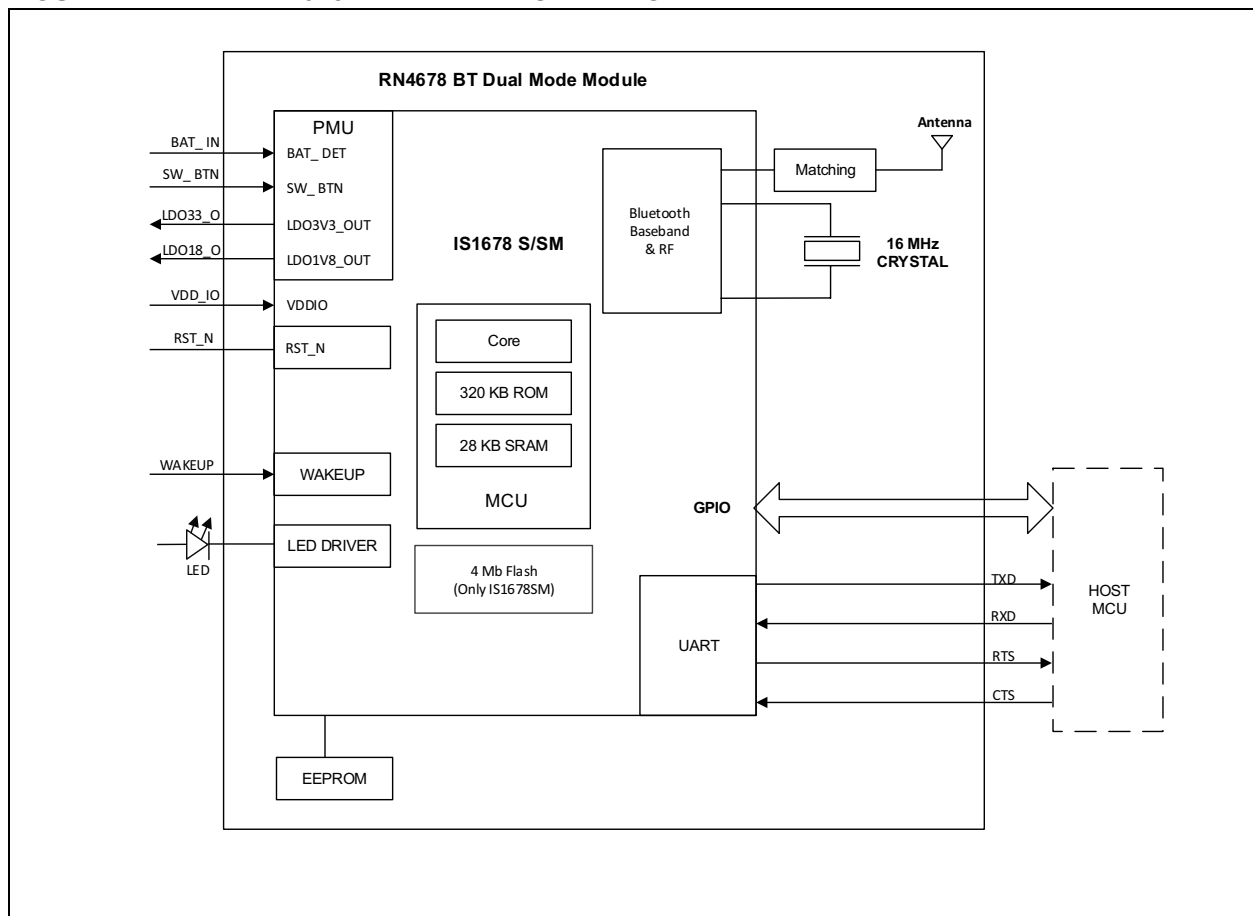 RN4678 BT Dual Mode Module
Antenna
PMU
BAT_ IN
BAT_ DET
SW_ BTN
SW_ BTN
LDO33_O
LDO3V3_OUT
LDO18_O
LDO1V8_OUT
VDD_IO
VDDIO
RST_N
RST_N
WAKEUP
WAKEUP
LED DRIVER
LED
IS1678 S/SM
Core
320 KB ROM
28 KB SRAM
MCU
4 Mb Flash
(Only IS1678SM)
Bluetooth
Baseband
& RF
Matching
16 MHz
CRYSTAL
GPIO
UART
TXD
RXD
RTS
CTS
HOST
MCU
EEPROM